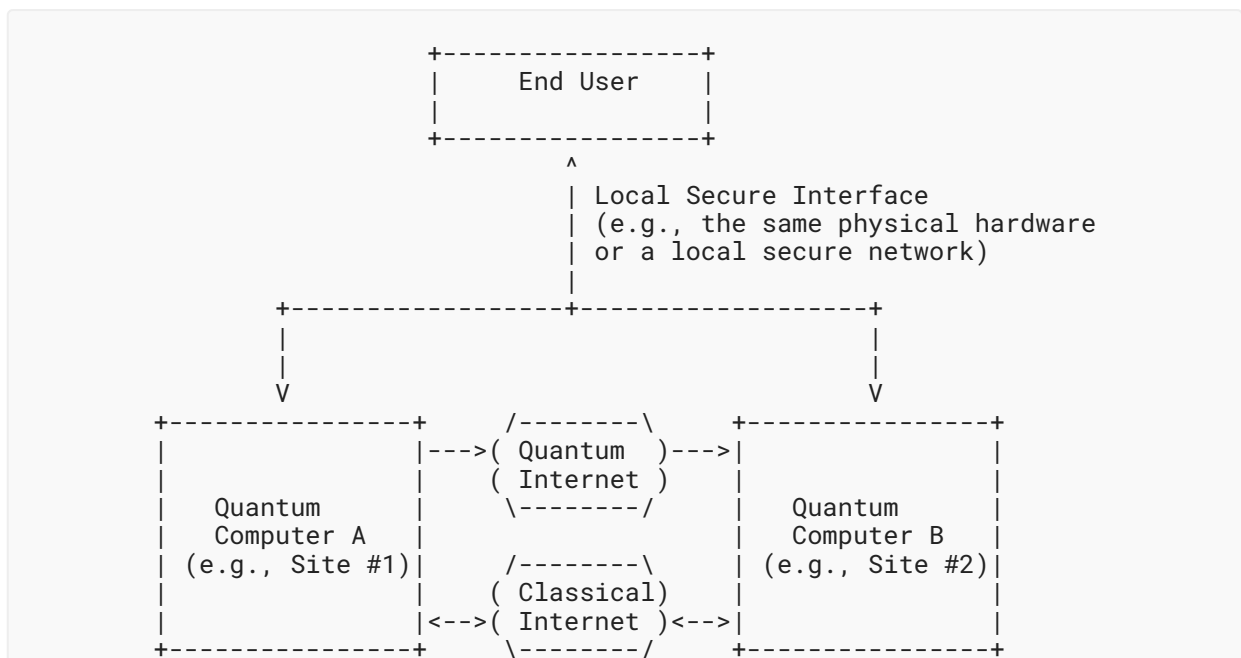 End User
Local Secure Interface
(e.g., the same physical hardware
or a local secure network)
Quantum
Internet
Quantum
Computer A
(e.g., Site #1)
Quantum
Computer B
(e.g., Site #2)
Classical
Internet